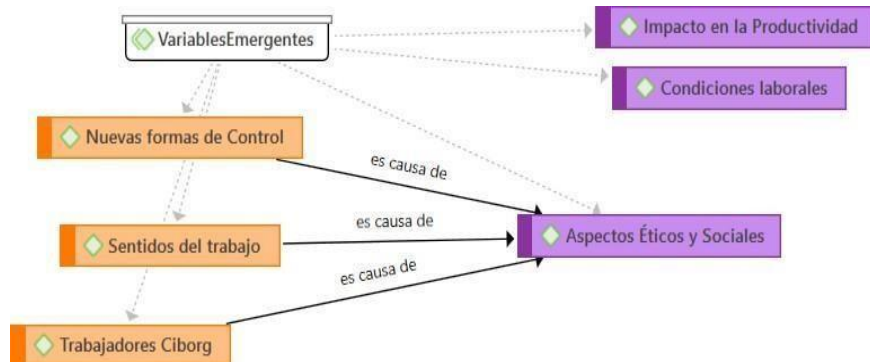 VariablesEmergentes
Impacto en la Productividad
Condiciones laborales
Nuevas formas de Control
es causa de
Sentidos del trabajo
es causa de
Aspectos Éticos y Sociales
es causa de
Trabajadores Ciborg